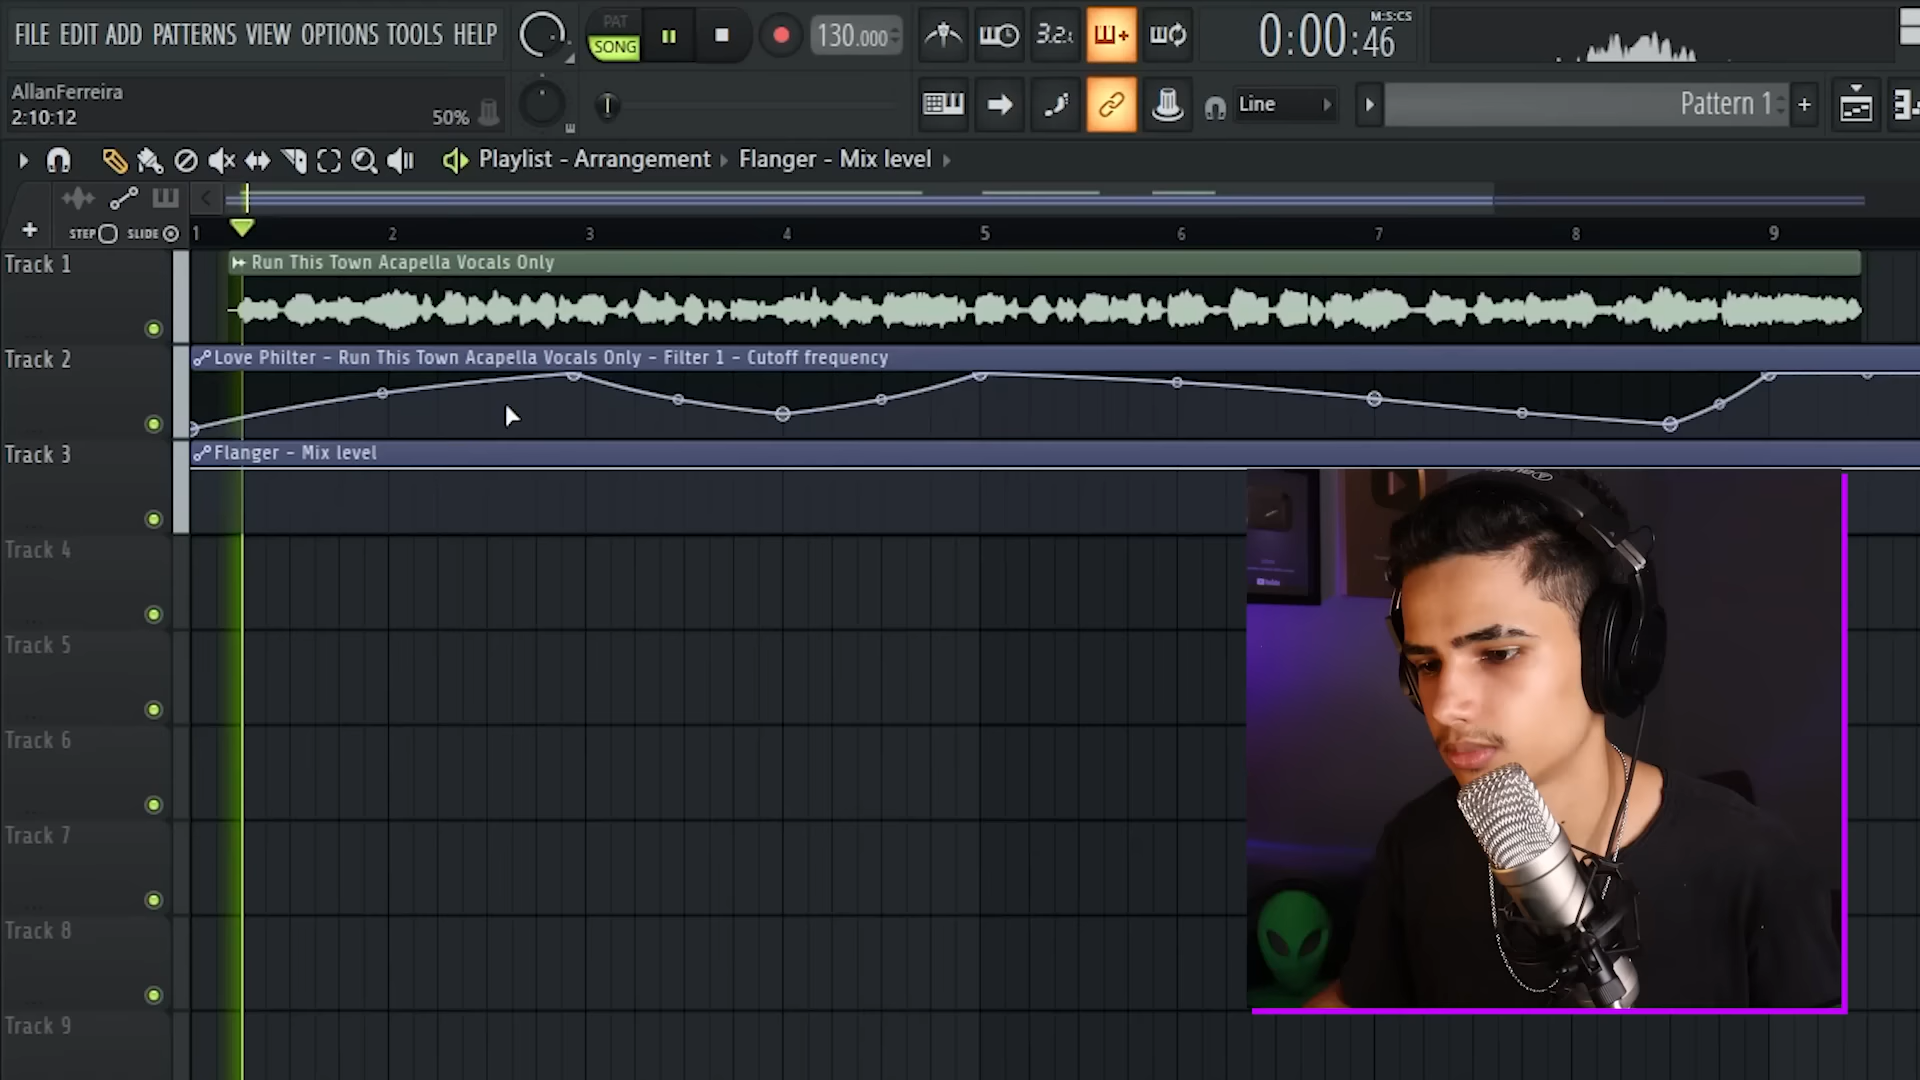 FILE EDIT ADD PATTERNS VIEW OPTIONS TOOLS HELP
PAT
SONG
130.000
3.2.
M:S:CS
0:00:46
AllanFerreira
2:10:12
50%
Line
Pattern 1
Playlist - Arrangement
Flanger - Mix level
STEP
SLIDE
1 2 3 4 5 6 7 8 9
Track 1
Run This Town Acapella Vocals Only
Track 2
Love Philter - Run This Town Acapella Vocals Only - Filter 1 - Cutoff frequency
Track 3
Flanger - Mix level
Track 4
Track 5
Track 6
Track 7
Track 8
Track 9